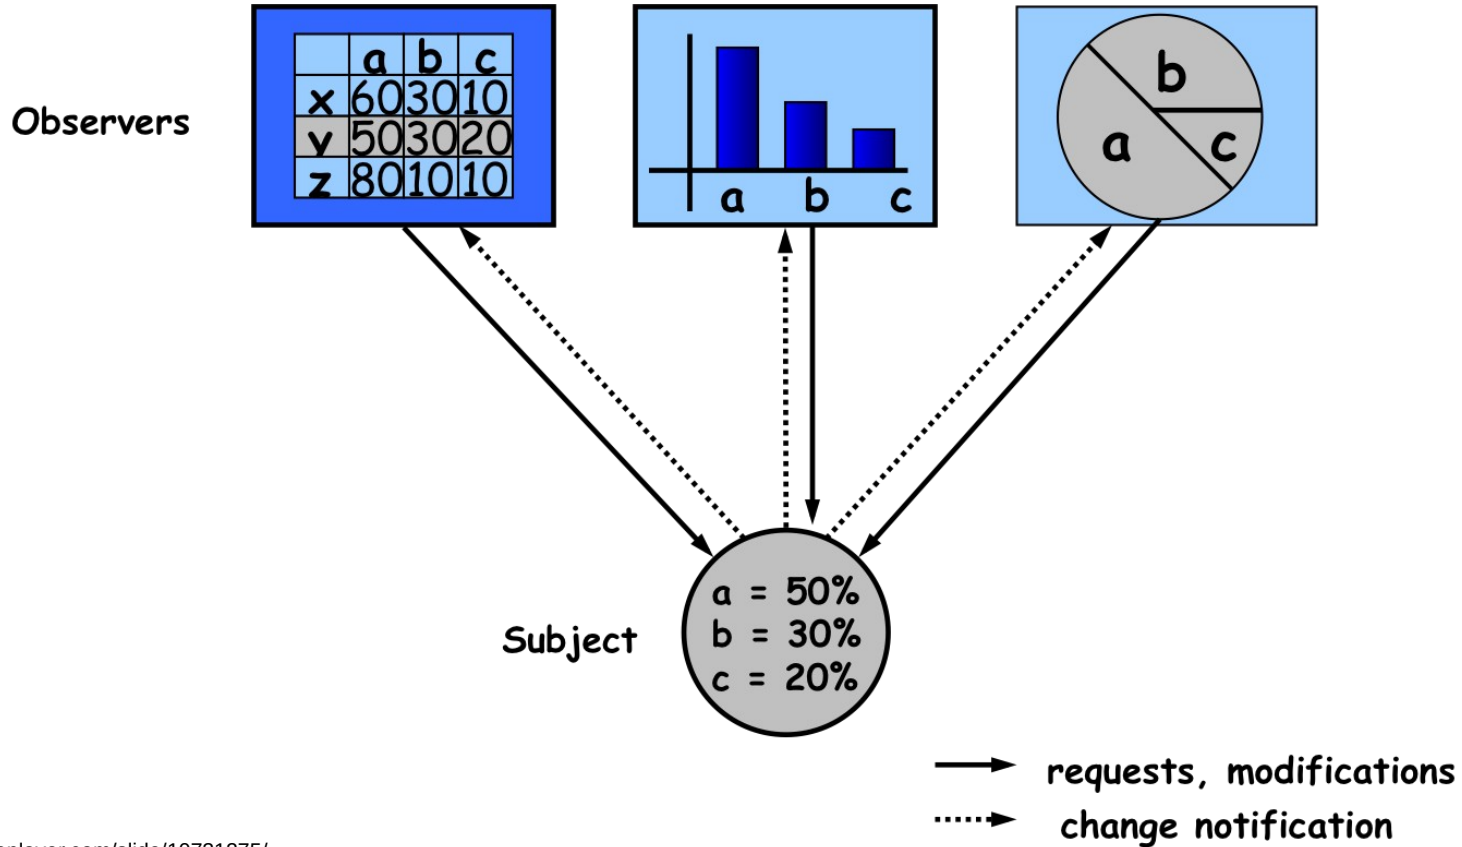 Observers
a b c
x 60 30 10
y 50 30 20
z 80 10 10
a b c
b
a
c
Subject
a = 50%
b = 30%
c = 20%
requests, modifications
change notification